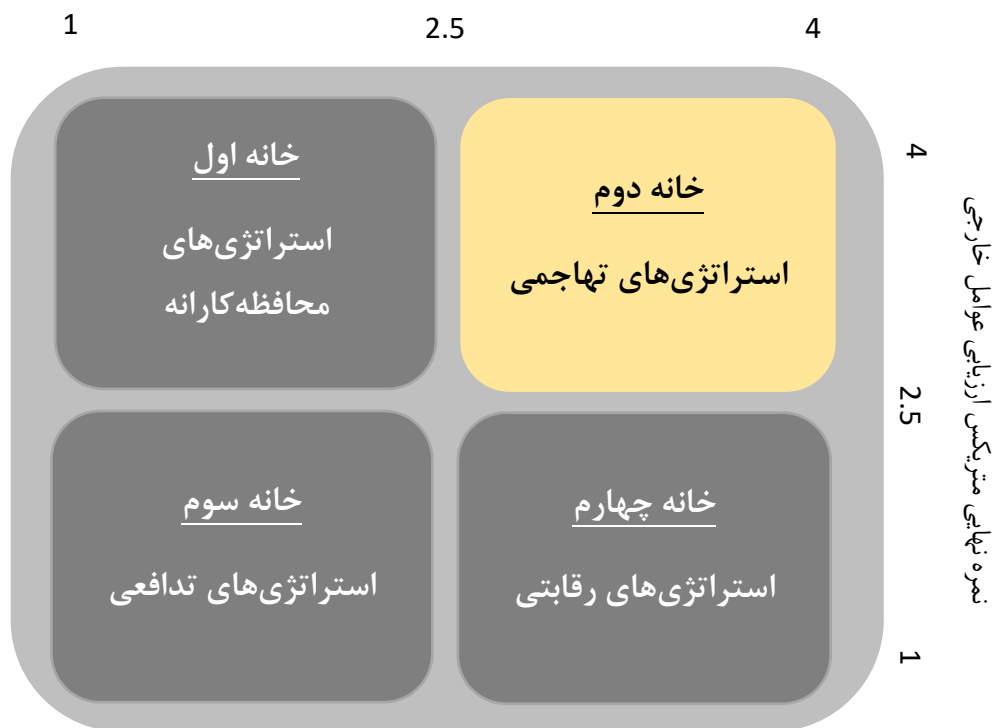 1 2.5 4
خانه اول
استراتژی‌های
محافظه‌کارانه
خانه دوم
استراتژی‌های تهاجمی
خانه سوم
استراتژی‌های تدافعی
خانه چهارم
استراتژی‌های رقابتی
4
2.5
1
نمره نهایی متریکس ارزیابی عوامل خارجی